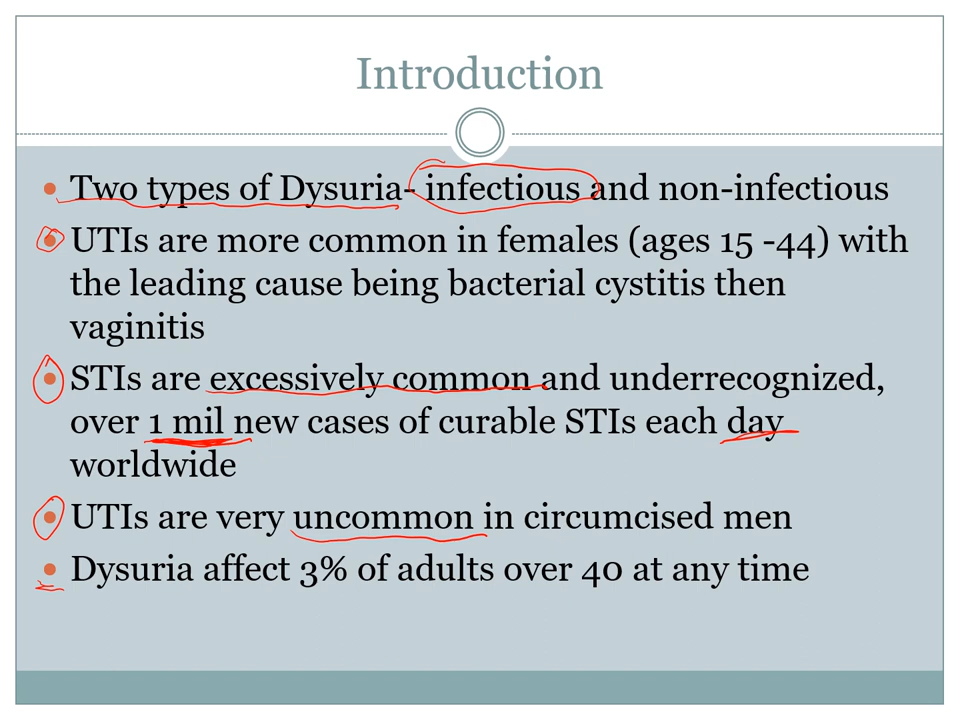 Introduction
• Two types of Dysuria- infectious and non-infectious
• UTIs are more common in females (ages 15 -44) with
the leading cause being bacterial cystitis then
vaginitis
• STIs are excessively common and underrecognized,
over 1 mil new cases of curable STIs each day
worldwide
• UTIs are very uncommon in circumcised men
• Dysuria affect 3% of adults over 40 at any time